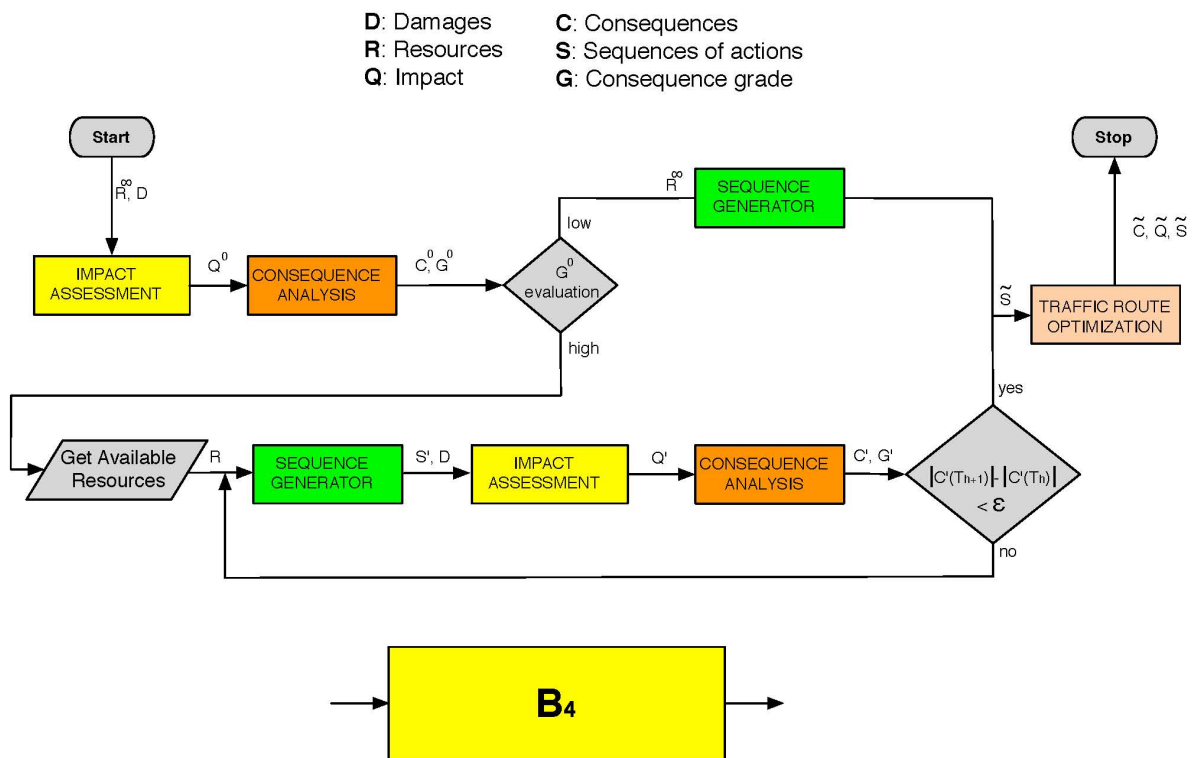 D: Damages
R: Resources
Q: Impact
C: Consequences
S: Sequences of actions
G: Consequence grade
Start
Stop
R∞, D
IMPACT
ASSESSMENT
Q⁰
CONSEQUENCE
ANALYSIS
C⁰, G⁰
G⁰
evaluation
low
high
R∞
SEQUENCE
GENERATOR
S̃
TRAFFIC ROUTE
OPTIMIZATION
C̃, Q̃, S̃
Get Available
Resources
R
SEQUENCE
GENERATOR
S', D
IMPACT
ASSESSMENT
Q'
CONSEQUENCE
ANALYSIS
C', G'
|C'(Th+1)|-|C'(Th)|
< ε
yes
no
B4